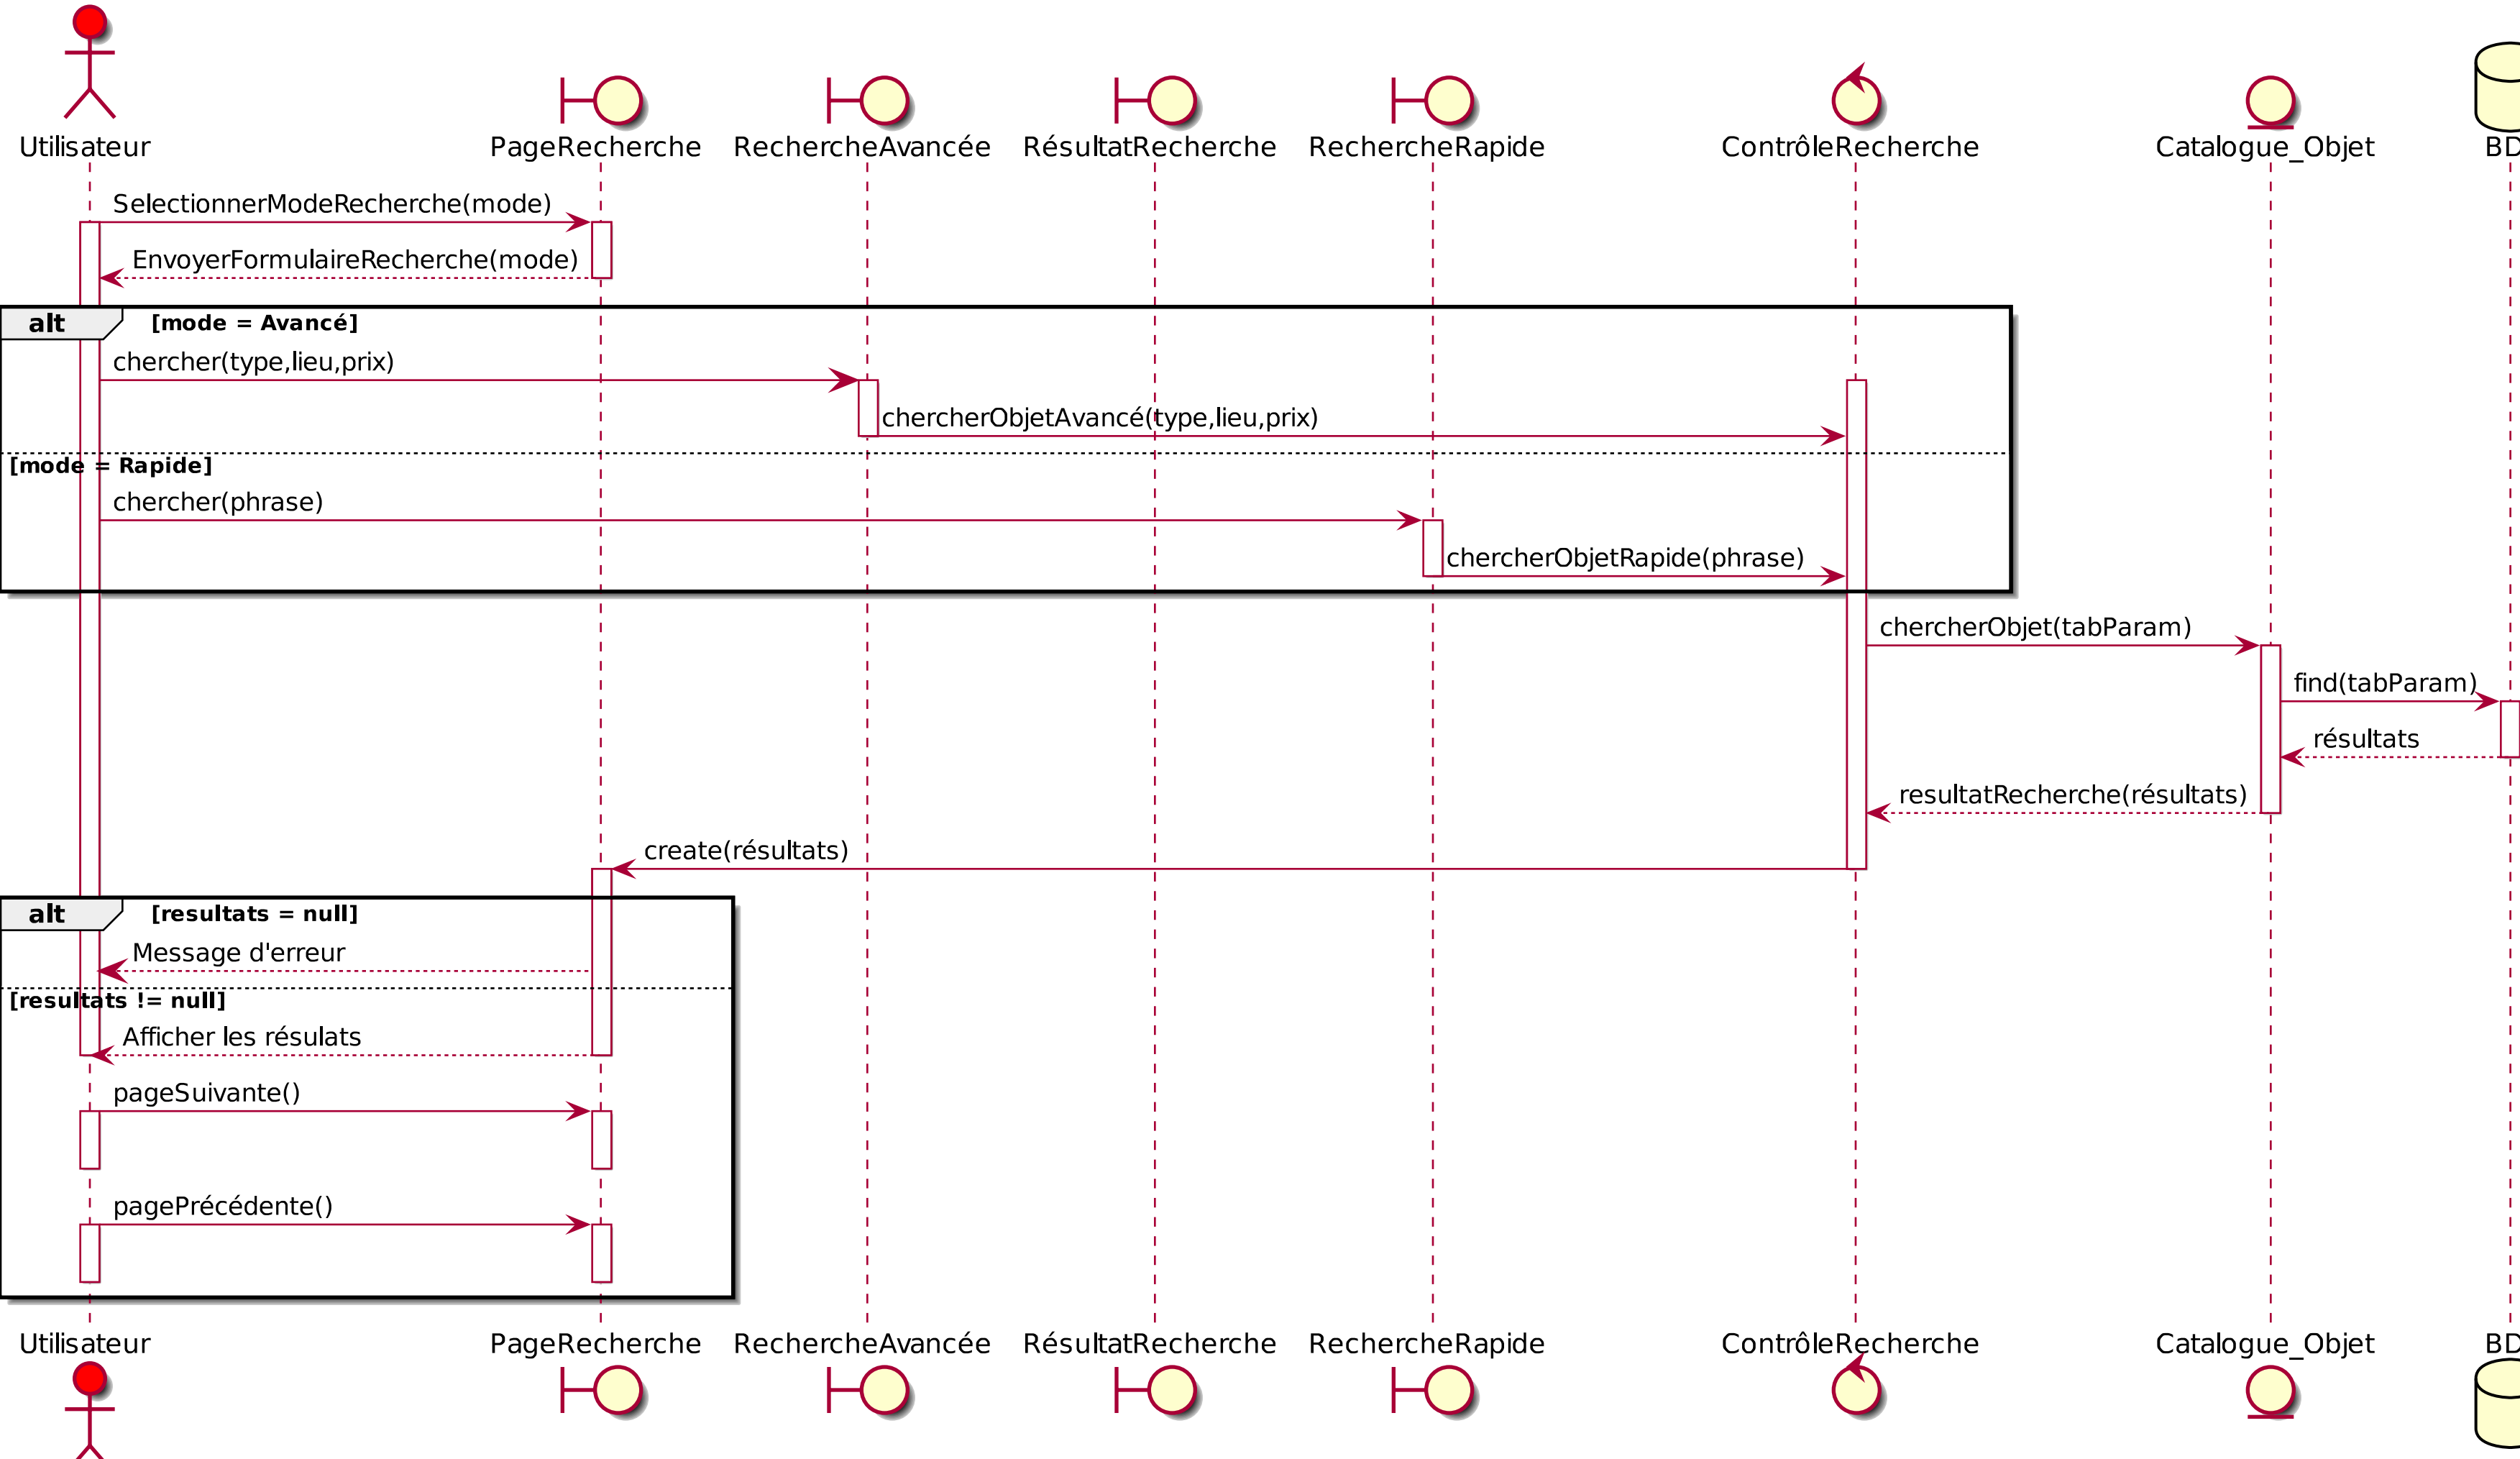 Utilisateur
PageRecherche
RechercheAvancée
RésultatRecherche
RechercheRapide
ContrôleRecherche
Catalogue_Objet
BD
SelectionnerModeRecherche(mode)
EnvoyerFormulaireRecherche(mode)
alt [mode = Avancé]
chercher(type,lieu,prix)
chercherObjetAvancé(type,lieu,prix)
[mode = Rapide]
chercher(phrase)
chercherObjetRapide(phrase)
chercherObjet(tabParam)
find(tabParam)
résultats
resultatRecherche(résultats)
create(résultats)
alt [resultats = null]
Message d'erreur
[resultats != null]
Afficher les résulats
pageSuivante()
pagePrécédente()
Utilisateur
PageRecherche
RechercheAvancée
RésultatRecherche
RechercheRapide
ContrôleRecherche
Catalogue_Objet
BD